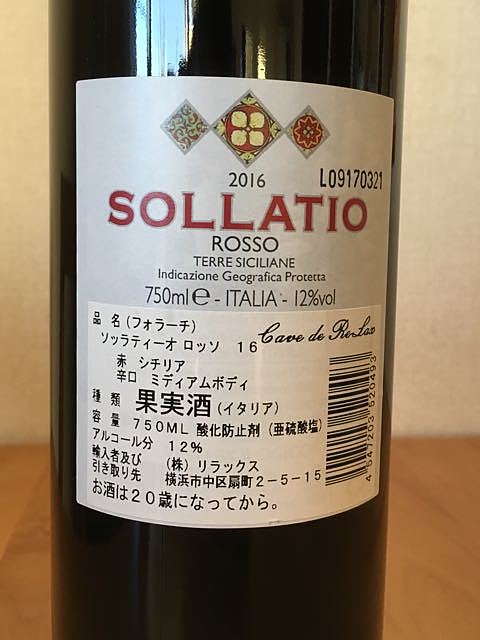 2016 L09170321
SOLLATIO
ROSSO
TERRE SICILIANE
Indicazione Geografica Protetta
750ml e - ITALIA - 12%vol
品 名 (フォラーチ)
ソッラティーオ ロッソ 16 Cave de Re-Lax
赤 シチリア
辛口 ミディアムボディ
種 類 果実酒 (イタリア)
容 量 750ML 酸化防止剤 (亜硫酸塩)
アルコール分 12%
輸入者及び (株) リラックス
引き取り先 横浜市中区扇町2-5-15
お酒は20歳になってから。
4 547203 520493